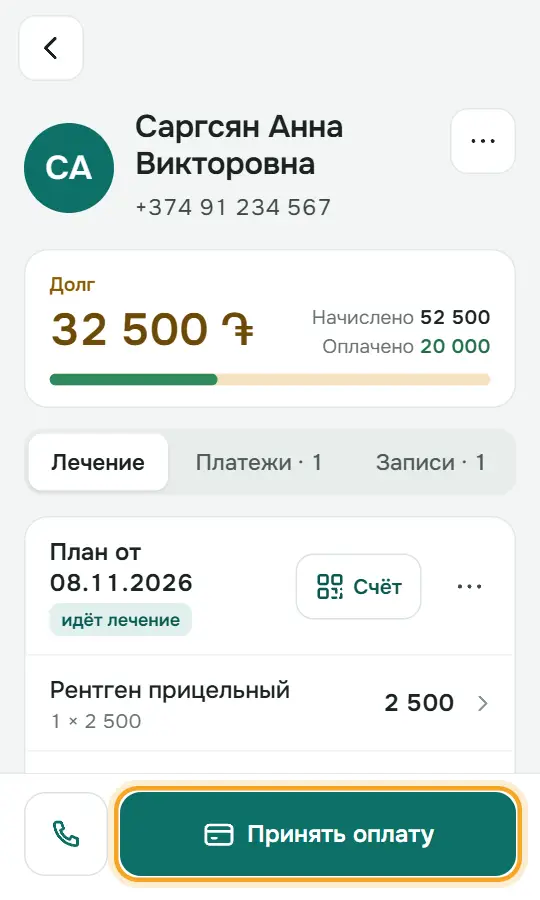 СА
Саргсян Анна
Викторовна
+374 91 234 567
Долг
32 500 ֏
Начислено 52 500
Оплачено 20 000
Лечение
Платежи · 1
Записи · 1
План от
08.11.2026
идёт лечение
Счёт
Рентген прицельный
1 × 2 500
2 500
Принять оплату